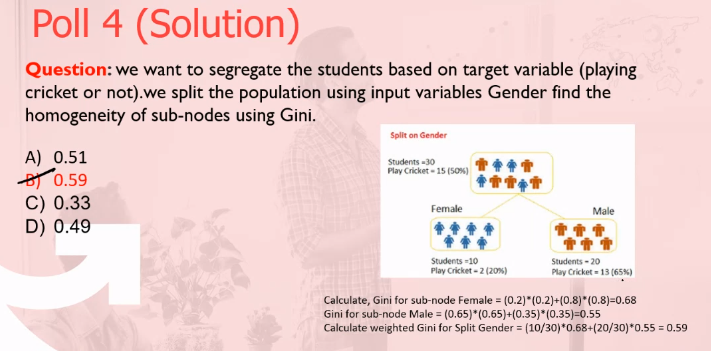 Poll 4 (Solution)
Question: we want to segregate the students based on target variable (playing
cricket or not).we split the population using input variables Gender find the
homogeneity of sub-nodes using Gini.
A) 0.51
B) 0.59
C) 0.33
D) 0.49
Split on Gender
Students =30
Play Cricket = 15 (50%)
Female
Male
Students =10
Play Cricket = 2 (20%)
Students = 20
Play Cricket = 13 (65%)
Calculate, Gini for sub-node Female = (0.2)*(0.2)+(0.8)*(0.8)=0.68
Gini for sub-node Male = (0.65)*(0.65)+(0.35)*(0.35)=0.55
Calculate weighted Gini for Split Gender = (10/30)*0.68+(20/30)*0.55 = 0.59